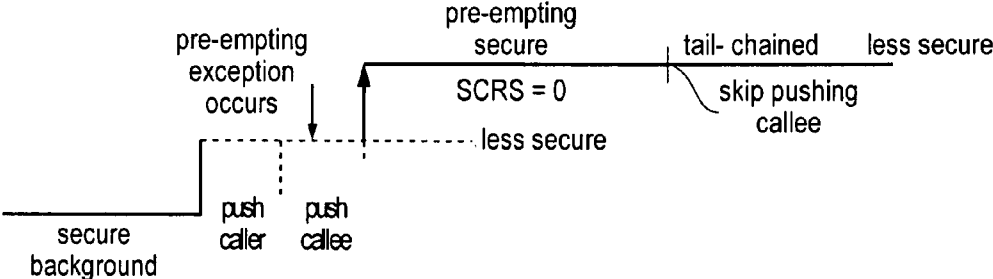 pre-empting
secure
pre-empting
exception
occurs
tail- chained
less secure
SCRS = 0
skip pushing
callee
less secure
push
caller
push
callee
secure
background